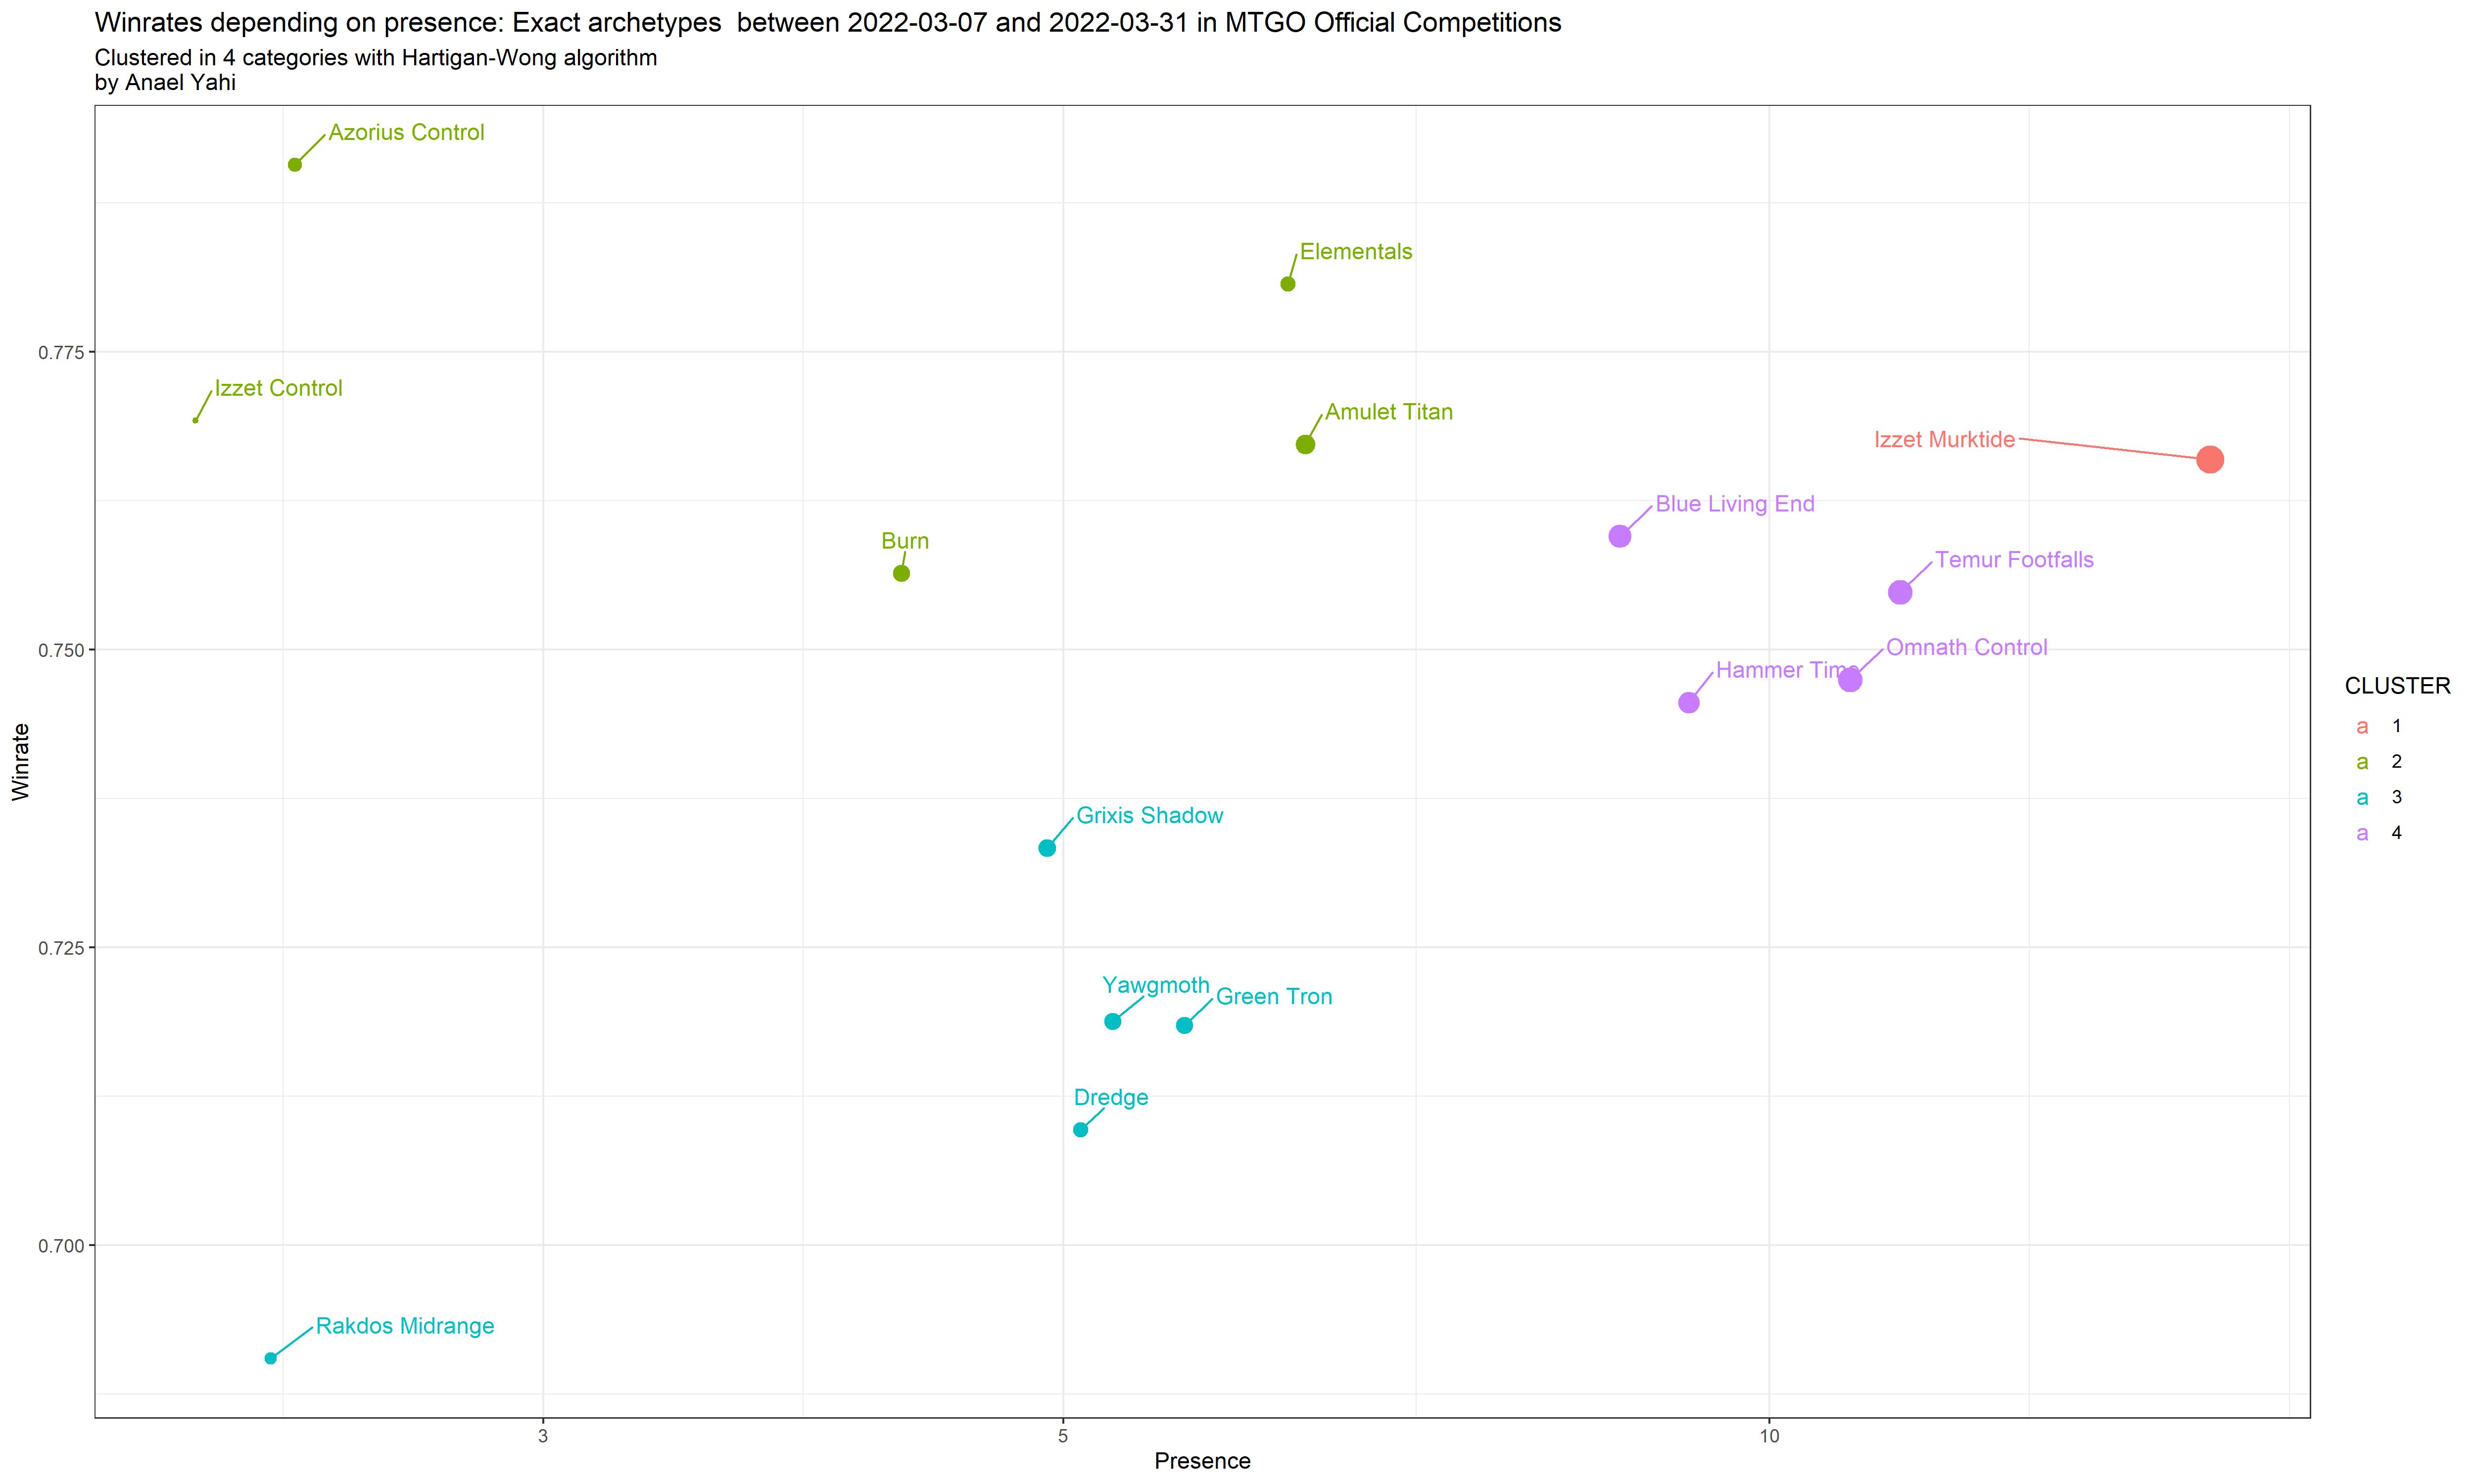 Winrates depending on presence: Exact archetypes  between 2022-03-07 and 2022-03-31 in MTGO Official Competitions
Clustered in 4 categories with Hartigan-Wong algorithm
by Anael Yahi
Azorius Control
Elementals
0.775
Izzet Control
Amulet Titan
Izzet Murktide
Blue Living End
Burn
Temur Footfalls
0.750
Omnath Control
Hammer Time
Grixis Shadow
0.725
Yawgmoth
Green Tron
Dredge
0.700
Rakdos Midrange
Winrate
3
5
10
Presence
CLUSTER
a 1
a 2
a 3
a 4